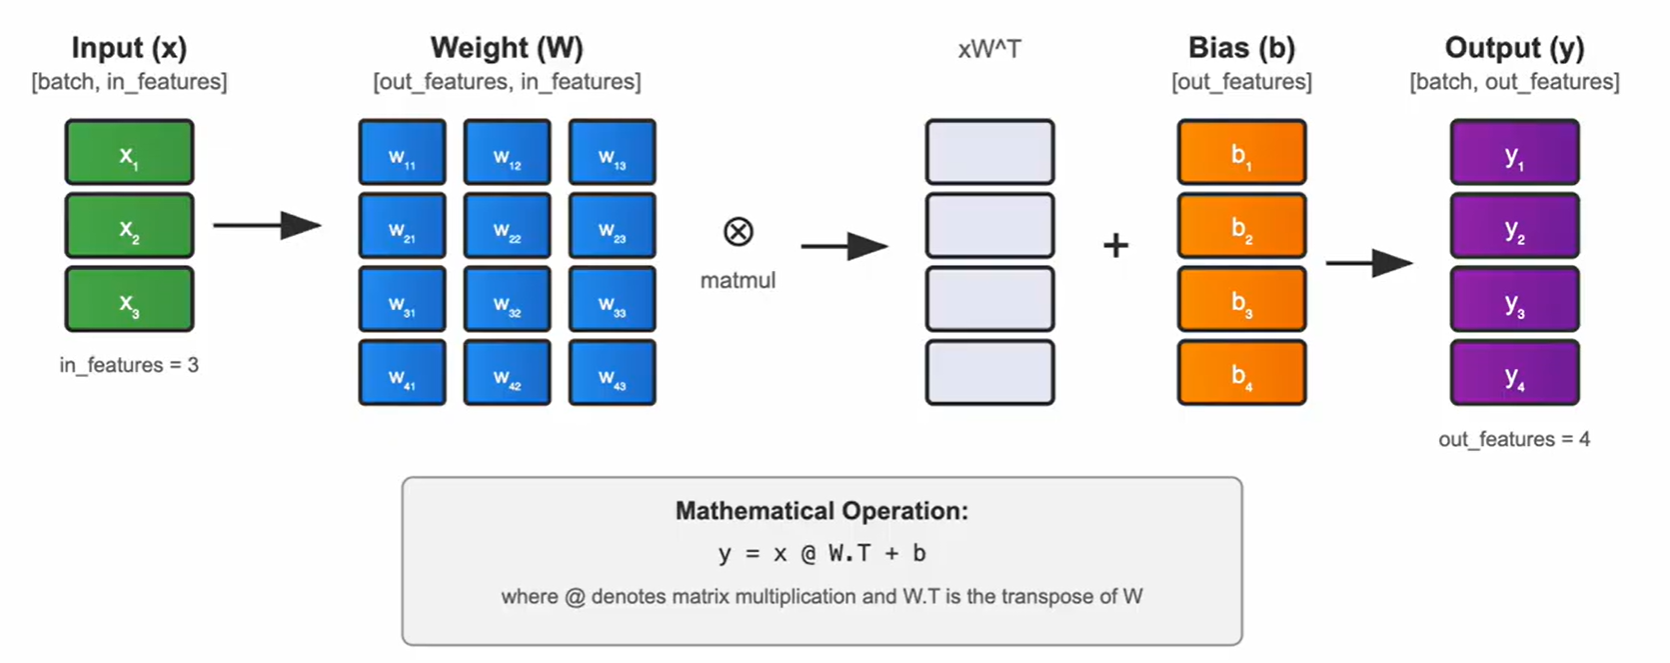 Input (x)
[batch, in_features]
x₁
x₂
x₃
in_features = 3
Weight (W)
[out_features, in_features]
w₁₁ w₁₂ w₁₃
w₂₁ w₂₂ w₂₃
w₃₁ w₃₂ w₃₃
w₄₁ w₄₂ w₄₃
⊗
matmul
xW^T
+
Bias (b)
[out_features]
b₁
b₂
b₃
b₄
Output (y)
[batch, out_features]
y₁
y₂
y₃
y₄
out_features = 4
Mathematical Operation:
y = x @ W.T + b
where @ denotes matrix multiplication and W.T is the transpose of W